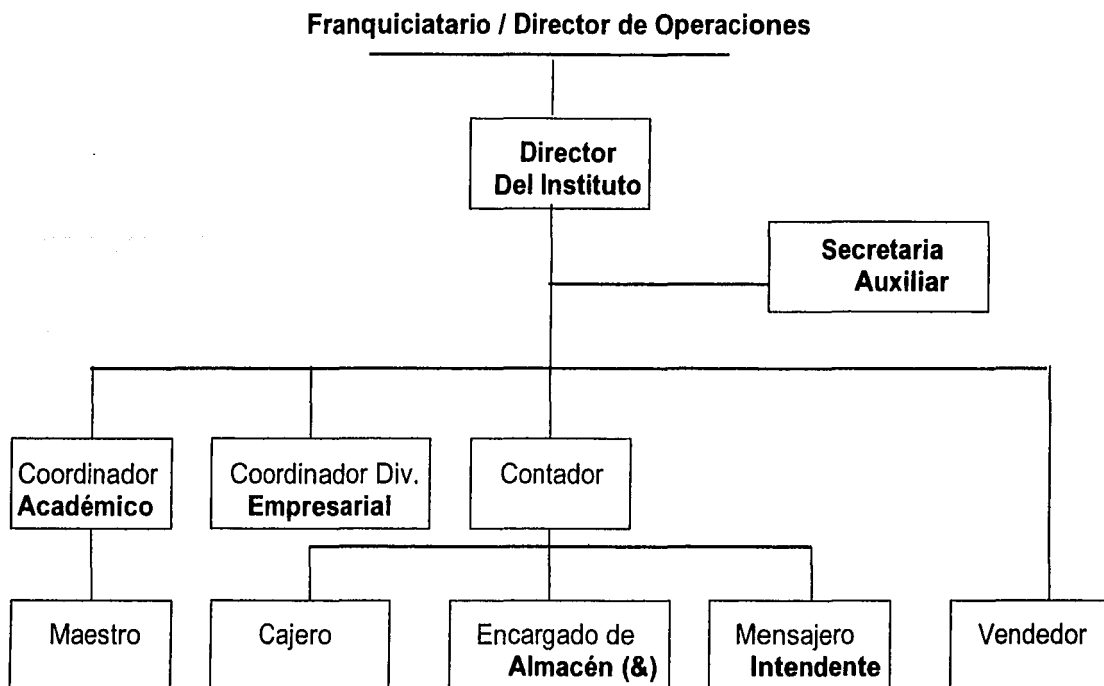 Franquiciatario / Director de Operaciones
Director
Del Instituto
Secretaria
Auxiliar
Coordinador
Académico
Coordinador Div.
Empresarial
Contador
Maestro
Cajero
Encargado de
Almacén (&)
Mensajero
Intendente
Vendedor